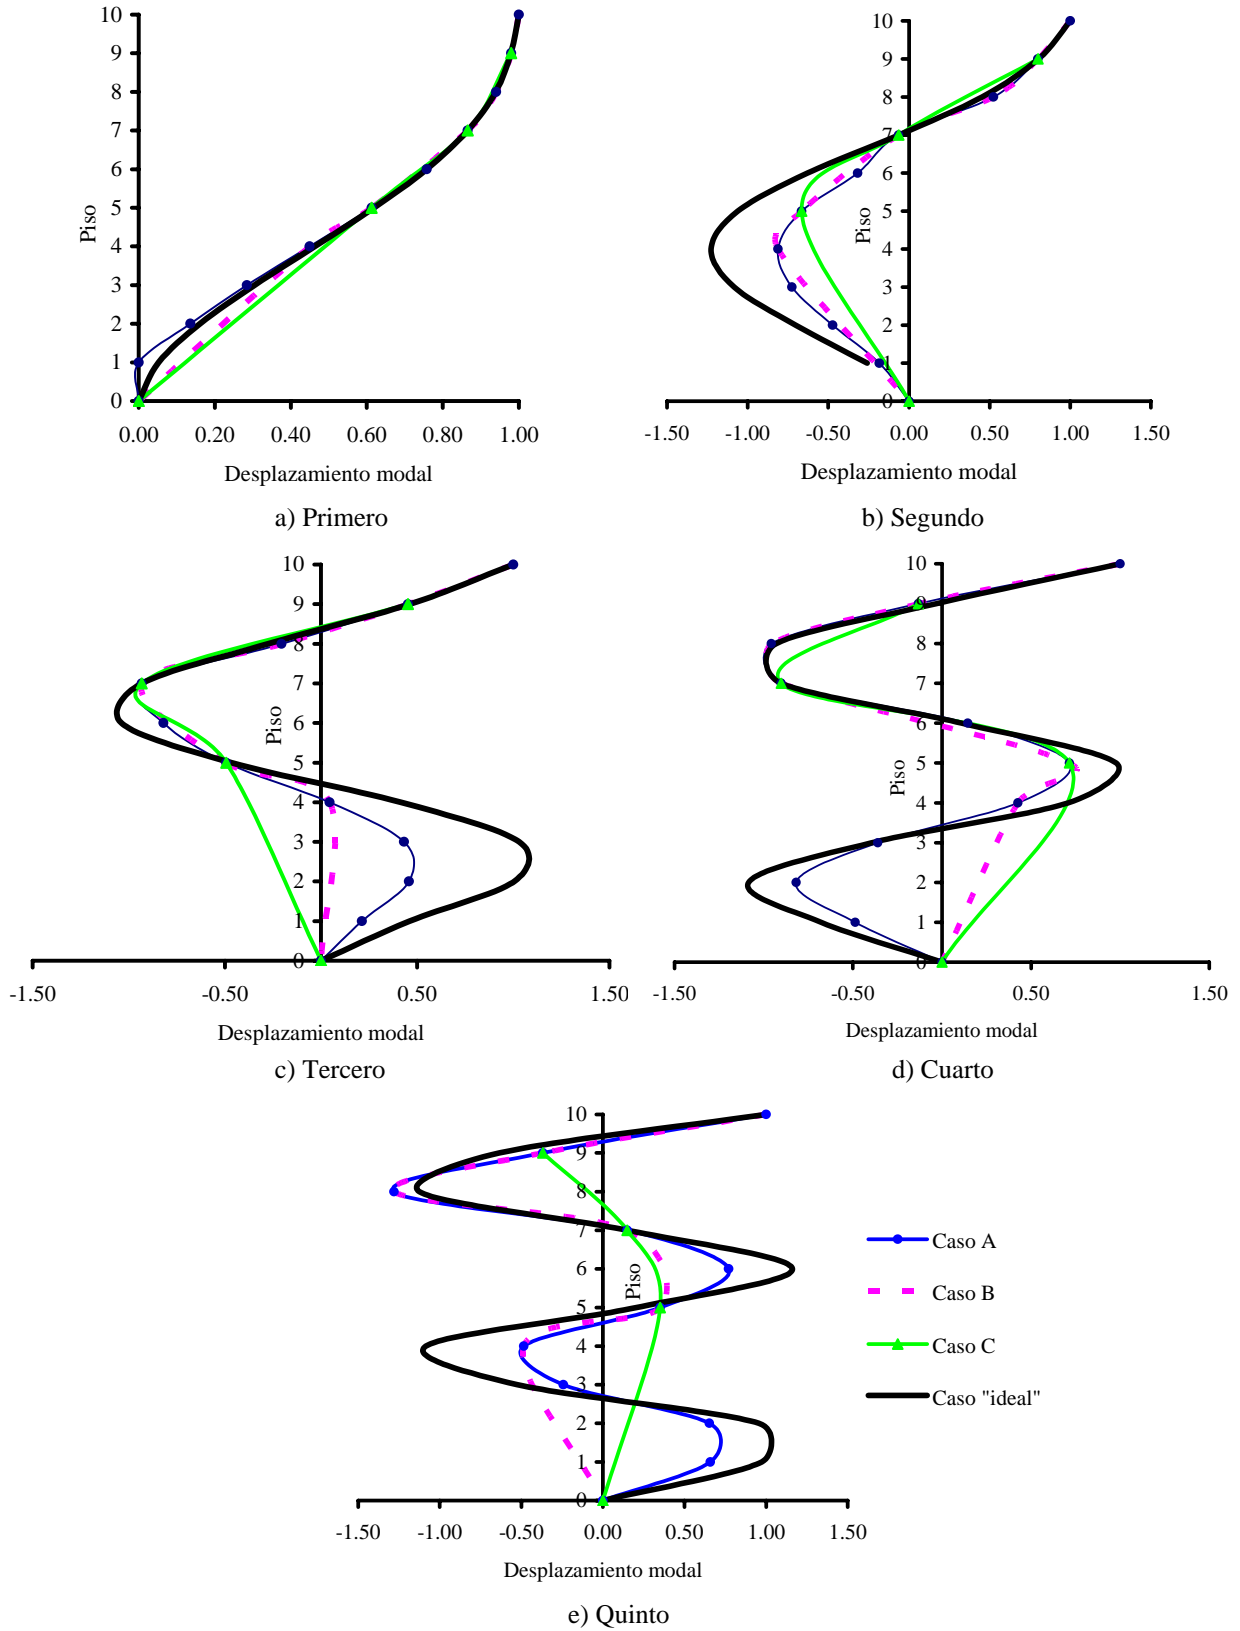 10
9
8
7
6
5
4
3
2
1
0
Piso
0.00 0.20 0.40 0.60 0.80 1.00
Desplazamiento modal
a) Primero
10
9
8
7
6
5
4
3
2
1
0
Piso
-1.50 -1.00 -0.50 0.00 0.50 1.00 1.50
Desplazamiento modal
b) Segundo
10
9
8
7
6
5
4
3
2
1
0
Piso
-1.50 -0.50 0.50 1.50
Desplazamiento modal
c) Tercero
10
9
8
7
6
5
4
3
2
1
0
Piso
-1.50 -0.50 0.50 1.50
Desplazamiento modal
d) Cuarto
10
9
8
7
6
5
4
3
2
1
0
Piso
-1.50 -1.00 -0.50 0.00 0.50 1.00 1.50
Desplazamiento modal
Caso A
Caso B
Caso C
Caso "ideal"
e) Quinto